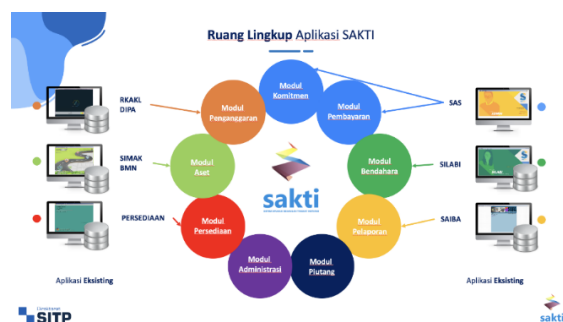 Ruang Lingkup Aplikasi SAKTI
Modul
Komitmen
Modul
Penganggaran
Modul
Pembayaran
RKAKL
DIPA
SAS
Modul
Aset
Modul
Bendahara
SIMAK
BMN
SILABI
sakti
Modul
Persediaan
Modul
Pelaporan
PERSEDIAAN
SAIBA
Modul
Administrasi
Modul
Piutang
Aplikasi Eksisting
Aplikasi Eksisting
SITP
sakti